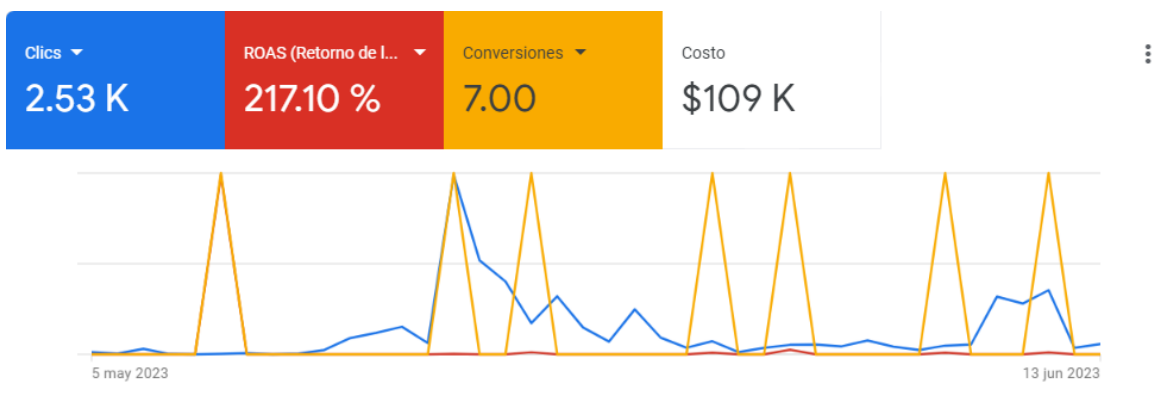 Clics
2.53 K
ROAS (Retorno de l...
217.10 %
Conversiones
7.00
Costo
$109 K
5 may 2023
13 jun 2023